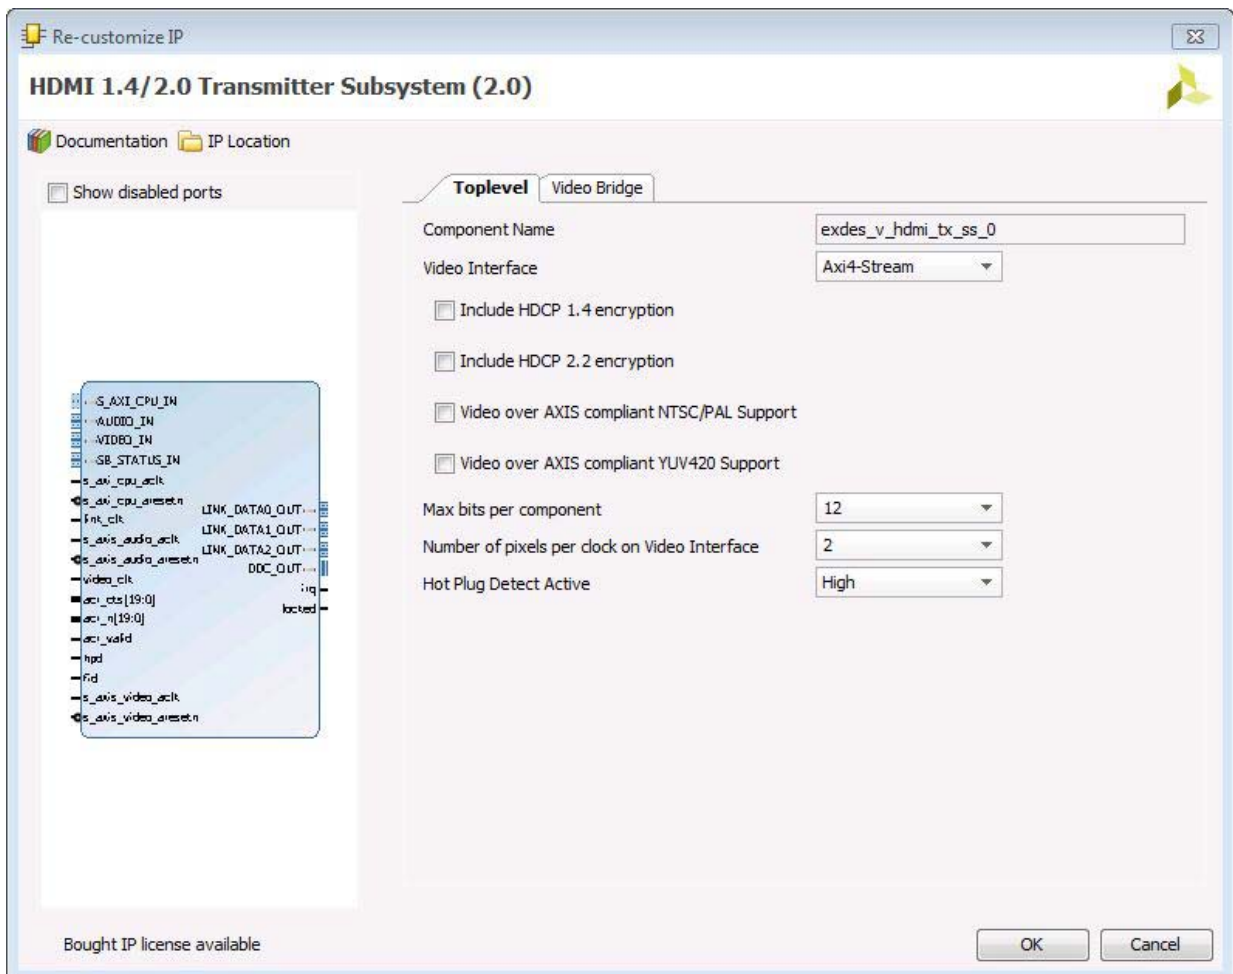 Re-customize IP
HDMI 1.4/2.0 Transmitter Subsystem (2.0)
Documentation IP Location
Show disabled ports
S_AXI_CPU_IN
AUDIO_IN
VIDEO_IN
SB_STATUS_IN
s_axi_cpu_aclk
s_axi_cpu_aresetn
link_clk
s_axis_audio_aclk
s_axis_audio_aresetn
video_clk
acr_cts[19:0]
acr_n[19:0]
acr_valid
hpd
fid
s_axis_video_aclk
s_axis_video_aresetn
LINK_DATA0_OUT
LINK_DATA1_OUT
LINK_DATA2_OUT
DDC_OUT
irq
locked
Toplevel Video Bridge
Component Name exdes_v_hdmi_tx_ss_0
Video Interface Axi4-Stream
Include HDCP 1.4 encryption
Include HDCP 2.2 encryption
Video over AXIS compliant NTSC/PAL Support
Video over AXIS compliant YUV420 Support
Max bits per component 12
Number of pixels per clock on Video Interface 2
Hot Plug Detect Active High
Bought IP license available
OK Cancel